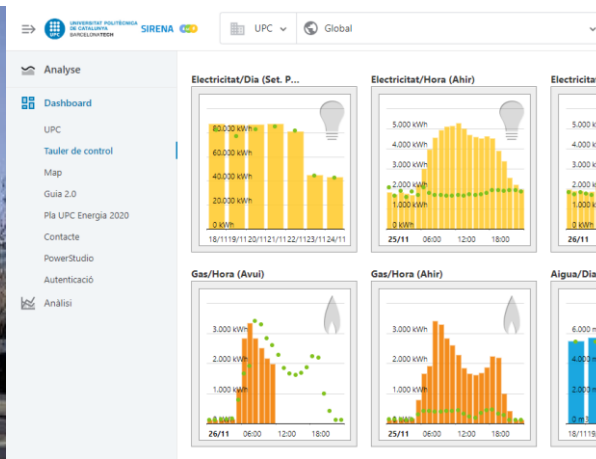 UNIVERSITAT POLITÈCNICA
DE CATALUNYA
BARCELONATECH
SIRENA
UPC
Global
Analyse
Dashboard
UPC
Tauler de control
Map
Guia 2.0
Pla UPC Energia 2020
Contacte
PowerStudio
Autenticació
Anàlisi
Electricitat/Dia (Set. P...
80.000 kWh
60.000 kWh
40.000 kWh
20.000 kWh
0 kWh
18/11 19/11 20/11 21/11 22/11 23/11 24/11
Electricitat/Hora (Ahir)
5.000 kWh
4.000 kWh
3.000 kWh
2.000 kWh
1.000 kWh
0 kWh
25/11 06:00 12:00 18:00
Electricitat
5.000 kW
4.000 kW
3.000 kW
2.000 k
1.000 k
0 kWh
26/11
Gas/Hora (Avui)
3.000 kWh
2.000 kWh
1.000 kWh
26/11 06:00 12:00 18:00
Gas/Hora (Ahir)
3.000 kWh
2.000 kWh
1.000 kWh
25/11 06:00 12:00 18:00
Aigua/Dia
6.000 m
4.000 m
2.000 m
0 m
18/11